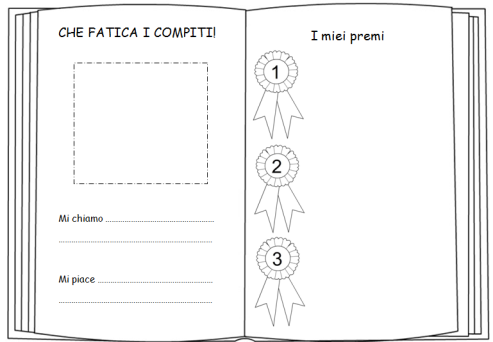 CHE FATICA I COMPITI!
Mi chiamo ..........................................
............................................................
Mi piace .............................................
............................................................
I miei premi
1
2
3